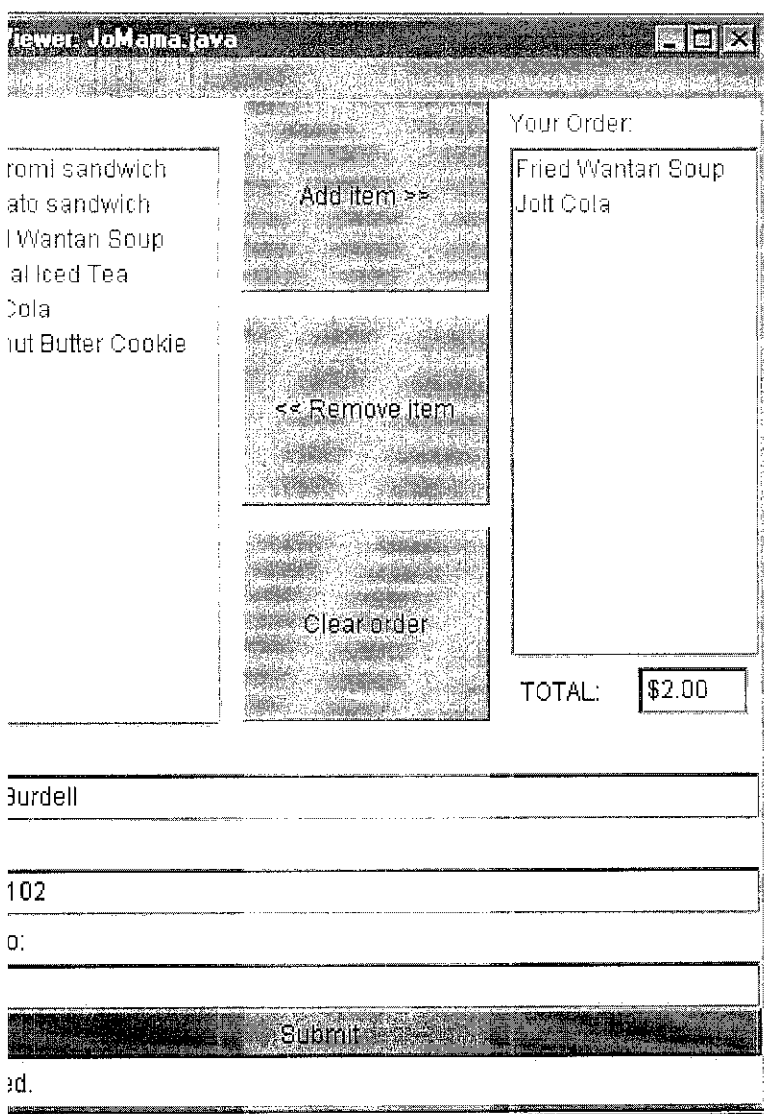 Viewer: JoMama.java
Your Order:
romi sandwich
ato sandwich
l Wantan Soup
al Iced Tea
Cola
nut Butter Cookie
Add item >>
<< Remove item
Clear order
Fried Wantan Soup
Jolt Cola
TOTAL: $2.00
Burdell
102
o:
Submit
ed.